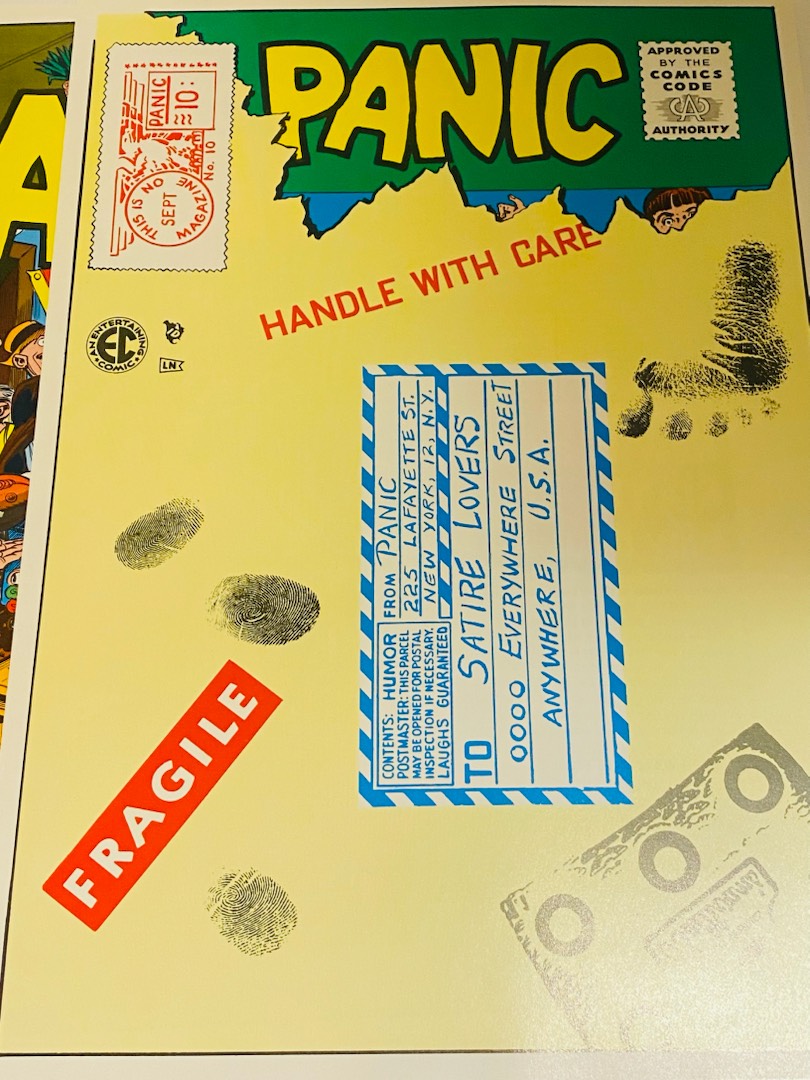 PANIC
APPROVED
BY THE
COMICS
CODE
CA
AUTHORITY
PANIC
10¢
No. 10
THIS IS NO
SEPT
MAGAZINE
HANDLE WITH CARE
AN ENTERTAINING
EC
COMIC
LN
CONTENTS: HUMOR
POSTMASTER: THIS PARCEL
MAY BE OPENED FOR POSTAL
INSPECTION IF NECESSARY.
LAUGHS GUARANTEED
FROM PANIC
225 LAFAYETTE ST.
NEW YORK, 12, N.Y.
TO SATIRE LOVERS
0000 EVERYWHERE STREET
ANYWHERE, U.S.A.
FRAGILE
A